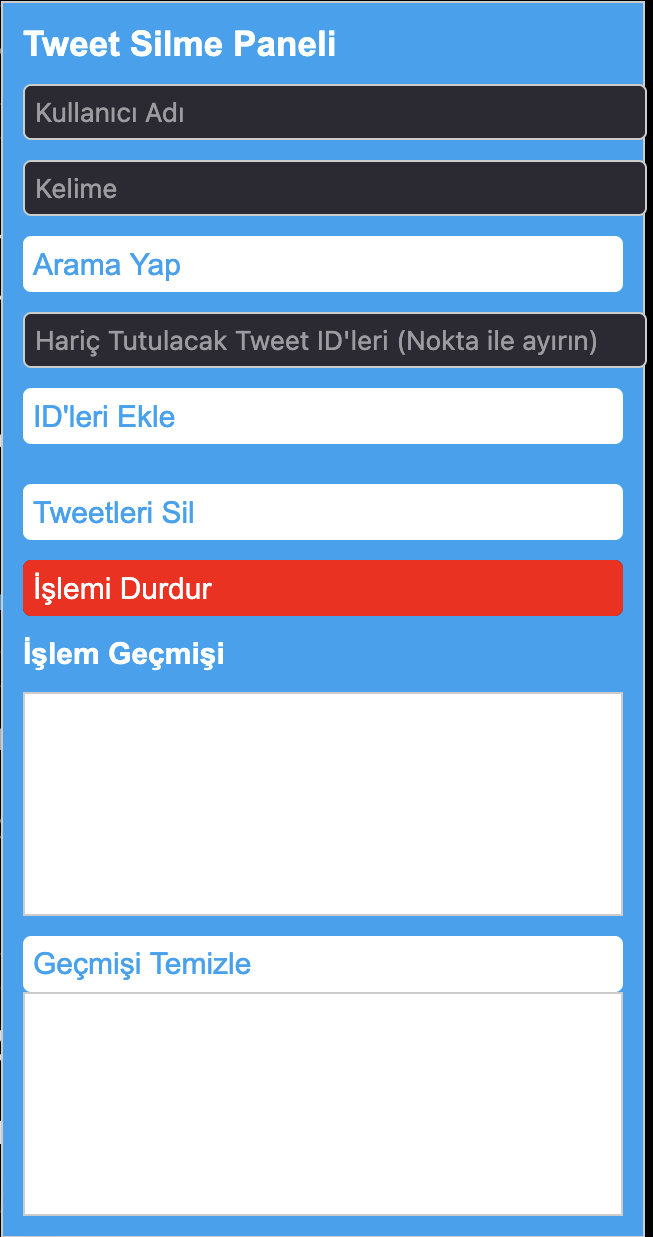 Tweet Silme Paneli
Kullanıcı Adı
Kelime
Arama Yap
Hariç Tutulacak Tweet ID'leri (Nokta ile ayırın)
ID'leri Ekle
Tweetleri Sil
İşlemi Durdur
İşlem Geçmişi
Geçmişi Temizle